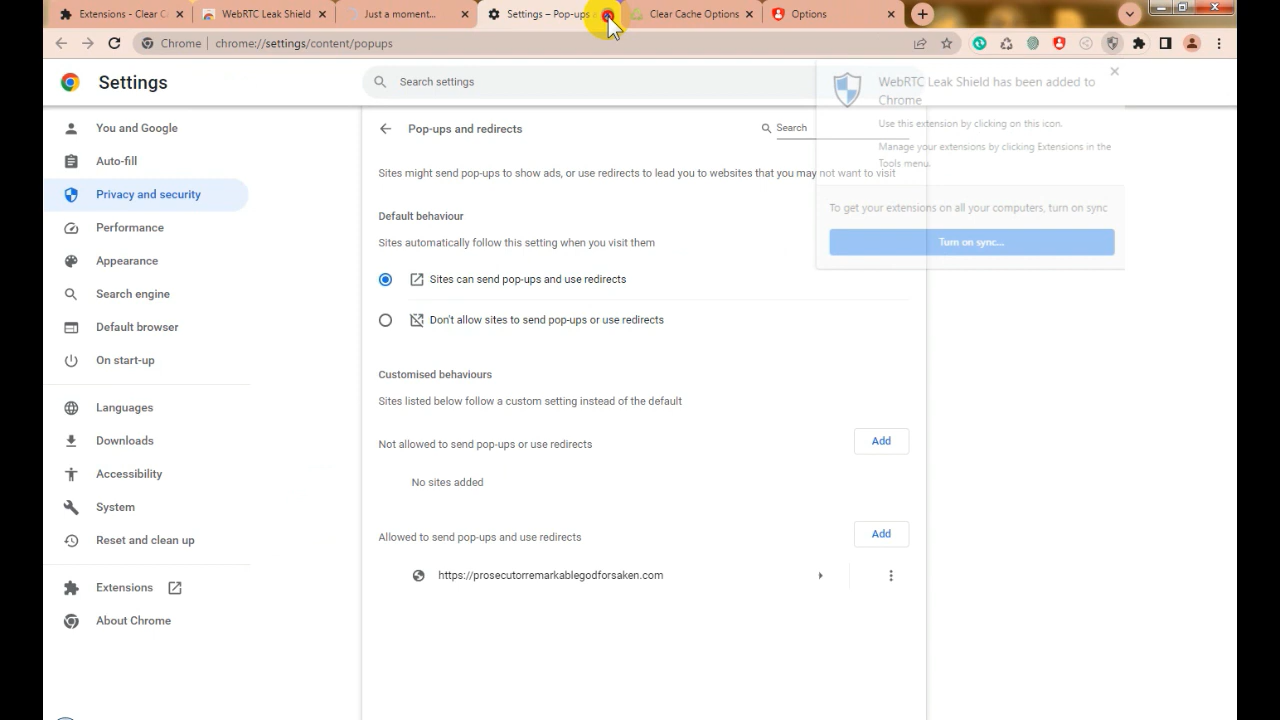 Extensions - Clear C
WebRTC Leak Shield
Just a moment...
Settings – Pop-ups
Clear Cache Options
Options
Chrome
chrome://settings/content/popups
Settings
Search settings
WebRTC Leak Shield has been added to
Chrome
Use this extension by clicking on this icon.
Manage your extensions by clicking Extensions in the
Tools menu.
To get your extensions on all your computers, turn on sync
Turn on sync...
You and Google
Auto-fill
Privacy and security
Performance
Appearance
Search engine
Default browser
On start-up
Languages
Downloads
Accessibility
System
Reset and clean up
Extensions
About Chrome
Pop-ups and redirects
Search
Sites might send pop-ups to show ads, or use redirects to lead you to websites that you may not want to visit
Default behaviour
Sites automatically follow this setting when you visit them
Sites can send pop-ups and use redirects
Don't allow sites to send pop-ups or use redirects
Customised behaviours
Sites listed below follow a custom setting instead of the default
Not allowed to send pop-ups or use redirects
Add
No sites added
Allowed to send pop-ups and use redirects
Add
https://prosecutorremarkablegodforsaken.com